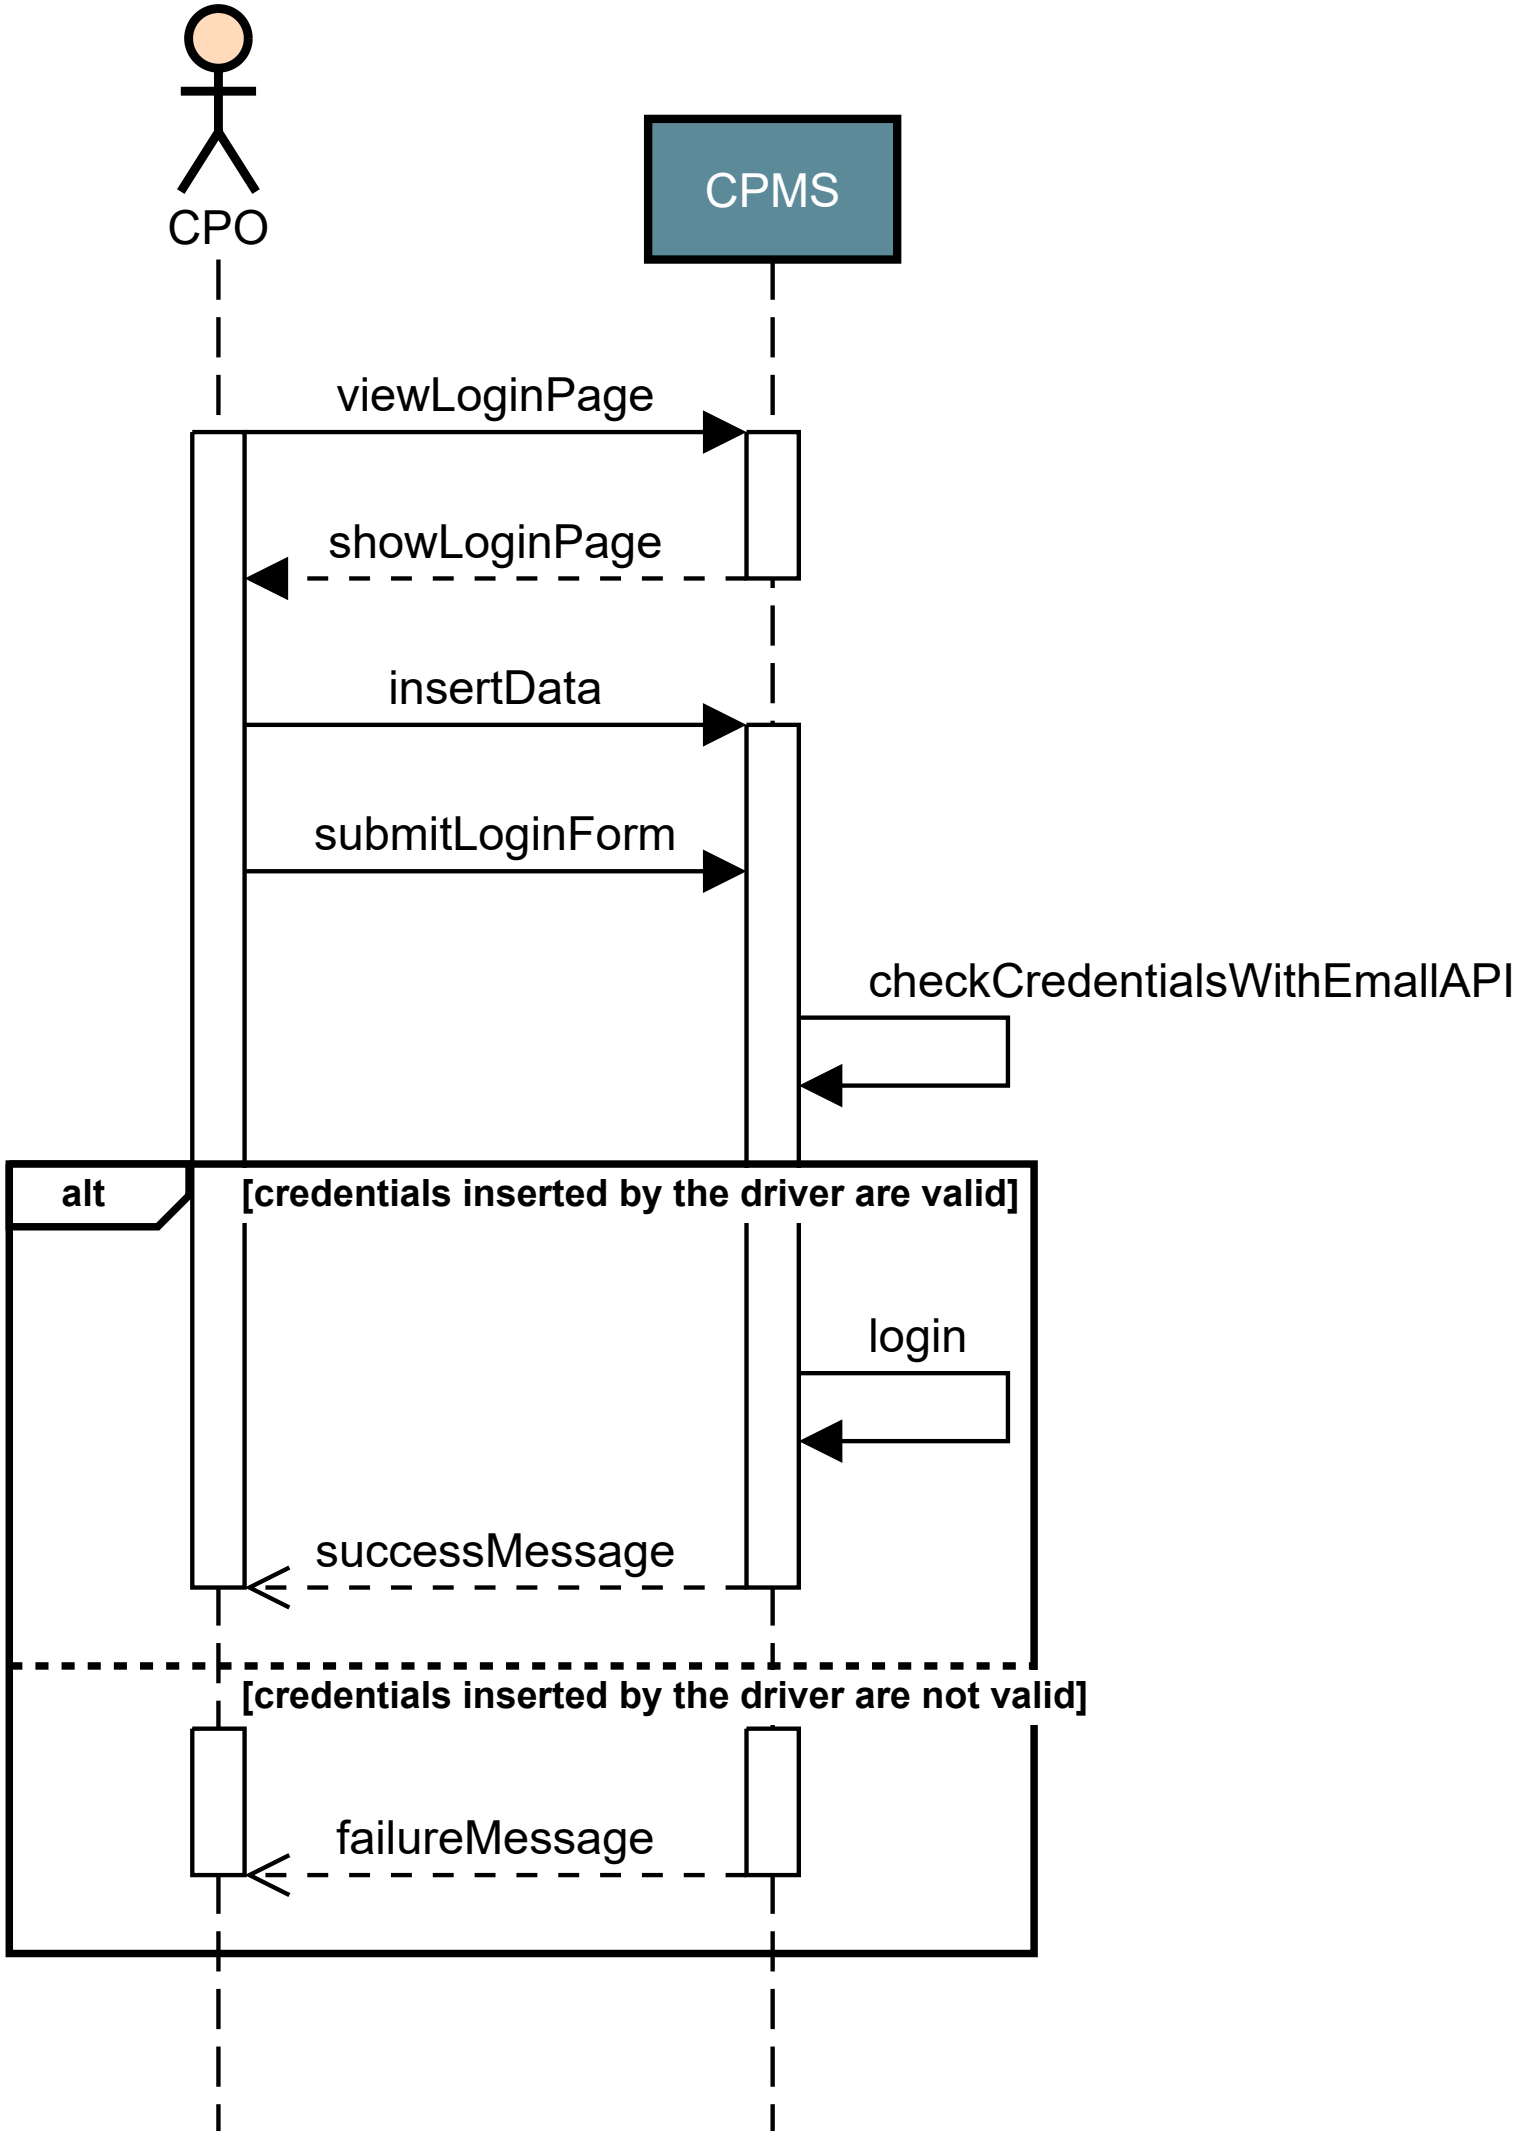 CPO
CPMS
viewLoginPage
showLoginPage
insertData
submitLoginForm
checkCredentialsWithEmallAPI
alt
[credentials inserted by the driver are valid]
login
successMessage
[credentials inserted by the driver are not valid]
failureMessage